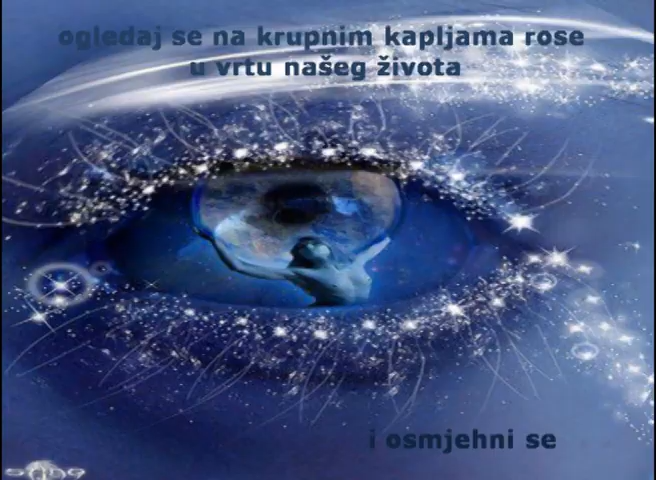 ogledaj se na krupnim kapljama rose
u vrtu našeg života
i osmjehni se